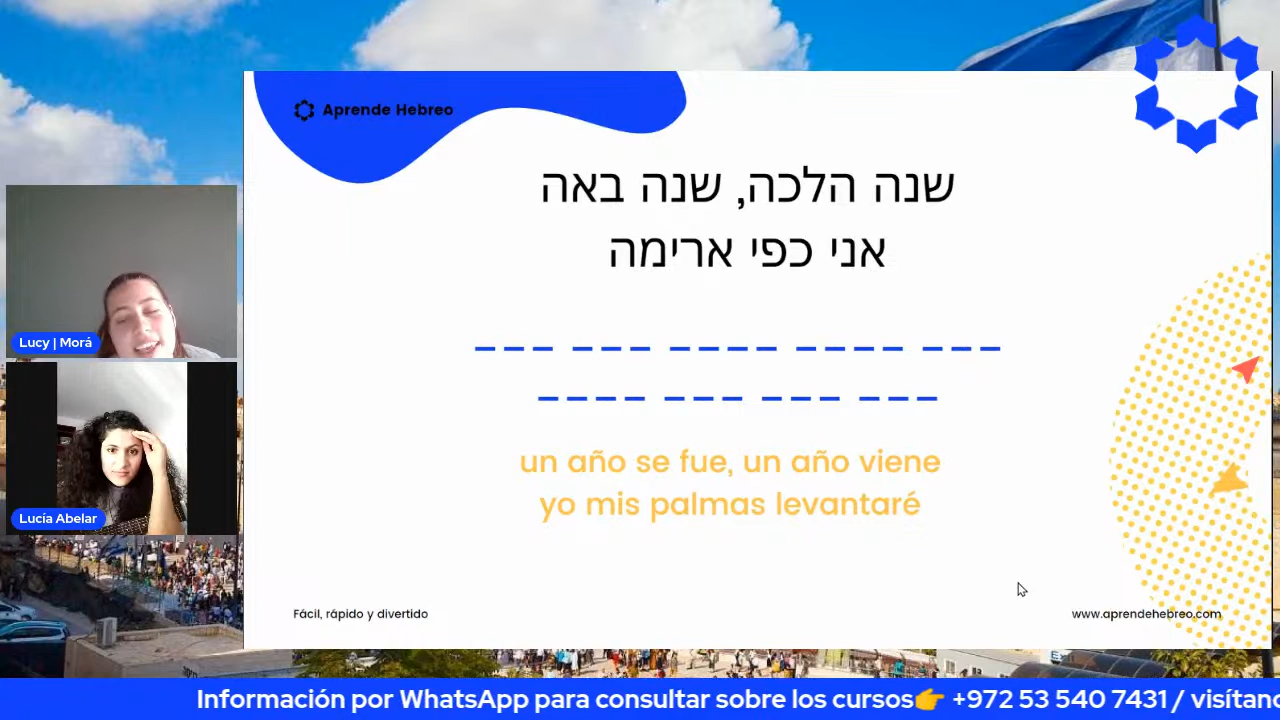 Aprende Hebreo
שנה הלכה, שנה באה
אני כפי ארימה
un año se fue, un año viene
yo mis palmas levantaré
Fácil, rápido y divertido
www.aprendehebreo.com
Lucy | Morá
Lucía Abelar
Información por WhatsApp para consultar sobre los cursos👉 +972 53 540 7431 / visítano